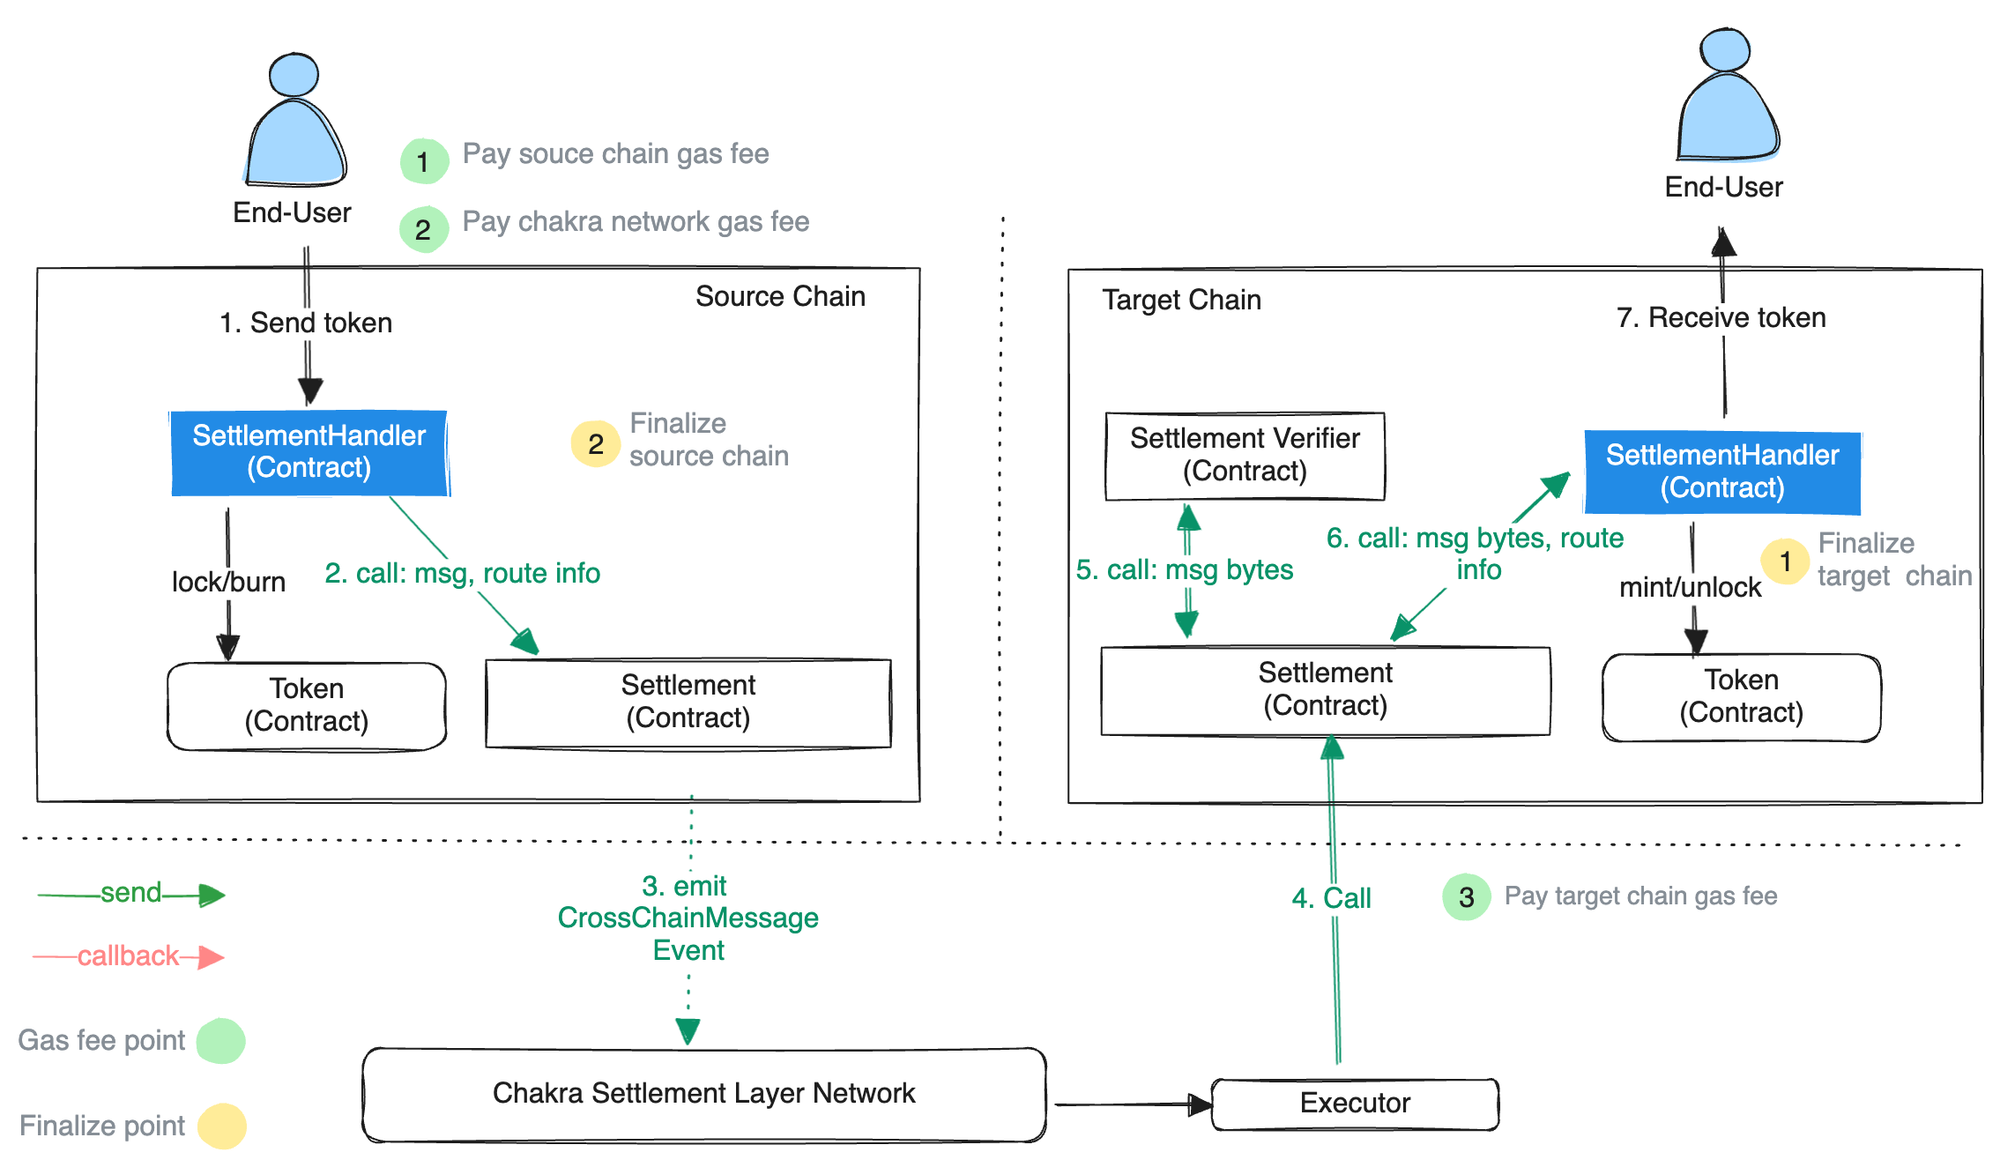 End-User
1
Pay souce chain gas fee
2
Pay chakra network gas fee
Source Chain
1. Send token
SettlementHandler
(Contract)
2
Finalize
source chain
lock/burn
2. call: msg, route info
Token
(Contract)
Settlement
(Contract)
End-User
Target Chain
7. Receive token
Settlement Verifier
(Contract)
SettlementHandler
(Contract)
5. call: msg bytes
6. call: msg bytes, route
info
1
Finalize
target chain
mint/unlock
Settlement
(Contract)
Token
(Contract)
send
callback
Gas fee point
Finalize point
3. emit
CrossChainMessage
Event
4. Call
3
Pay target chain gas fee
Chakra Settlement Layer Network
Executor